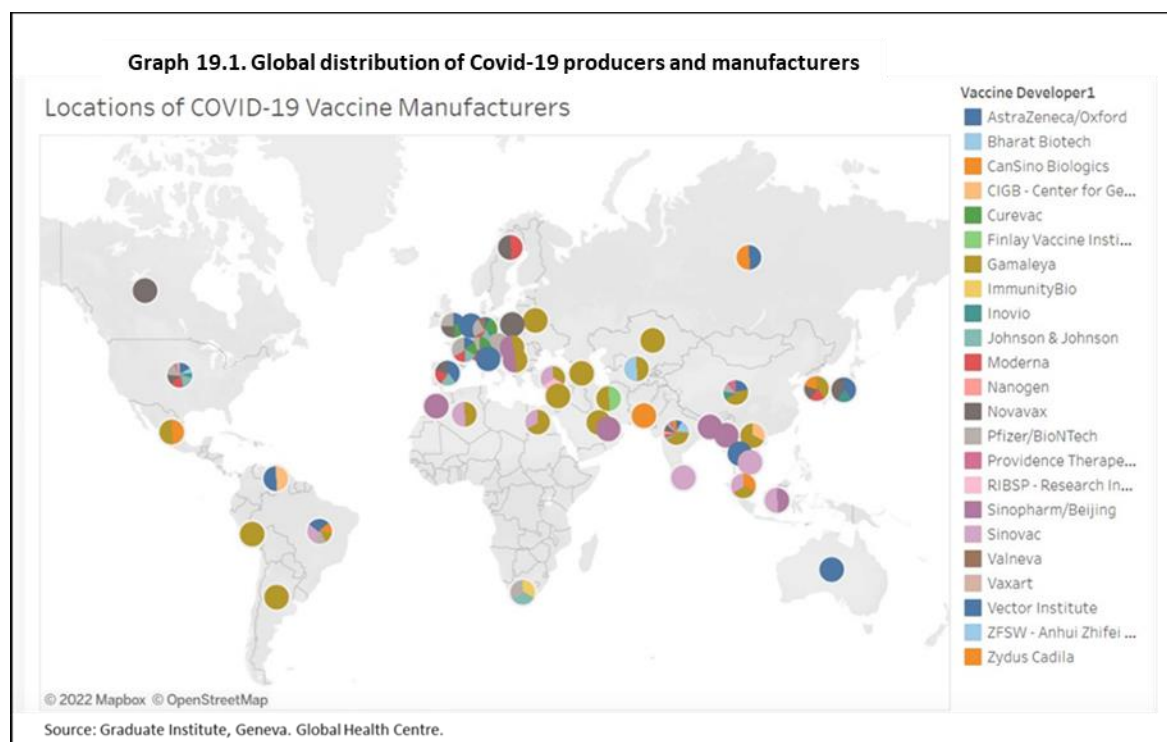 Graph 19.1. Global distribution of Covid-19 producers and manufacturers
Locations of COVID-19 Vaccine Manufacturers
Vaccine Developer1
AstraZeneca/Oxford
Bharat Biotech
CanSino Biologics
CIGB - Center for Ge...
Curevac
Finlay Vaccine Insti...
Gamaleya
ImmunityBio
Inovio
Johnson & Johnson
Moderna
Nanogen
Novavax
Pfizer/BioNTech
Providence Therape...
RIBSP - Research In...
Sinopharm/Beijing
Sinovac
Valneva
Vaxart
Vector Institute
ZFSW - Anhui Zhifei ...
Zydus Cadila
© 2022 Mapbox © OpenStreetMap
Source: Graduate Institute, Geneva. Global Health Centre.